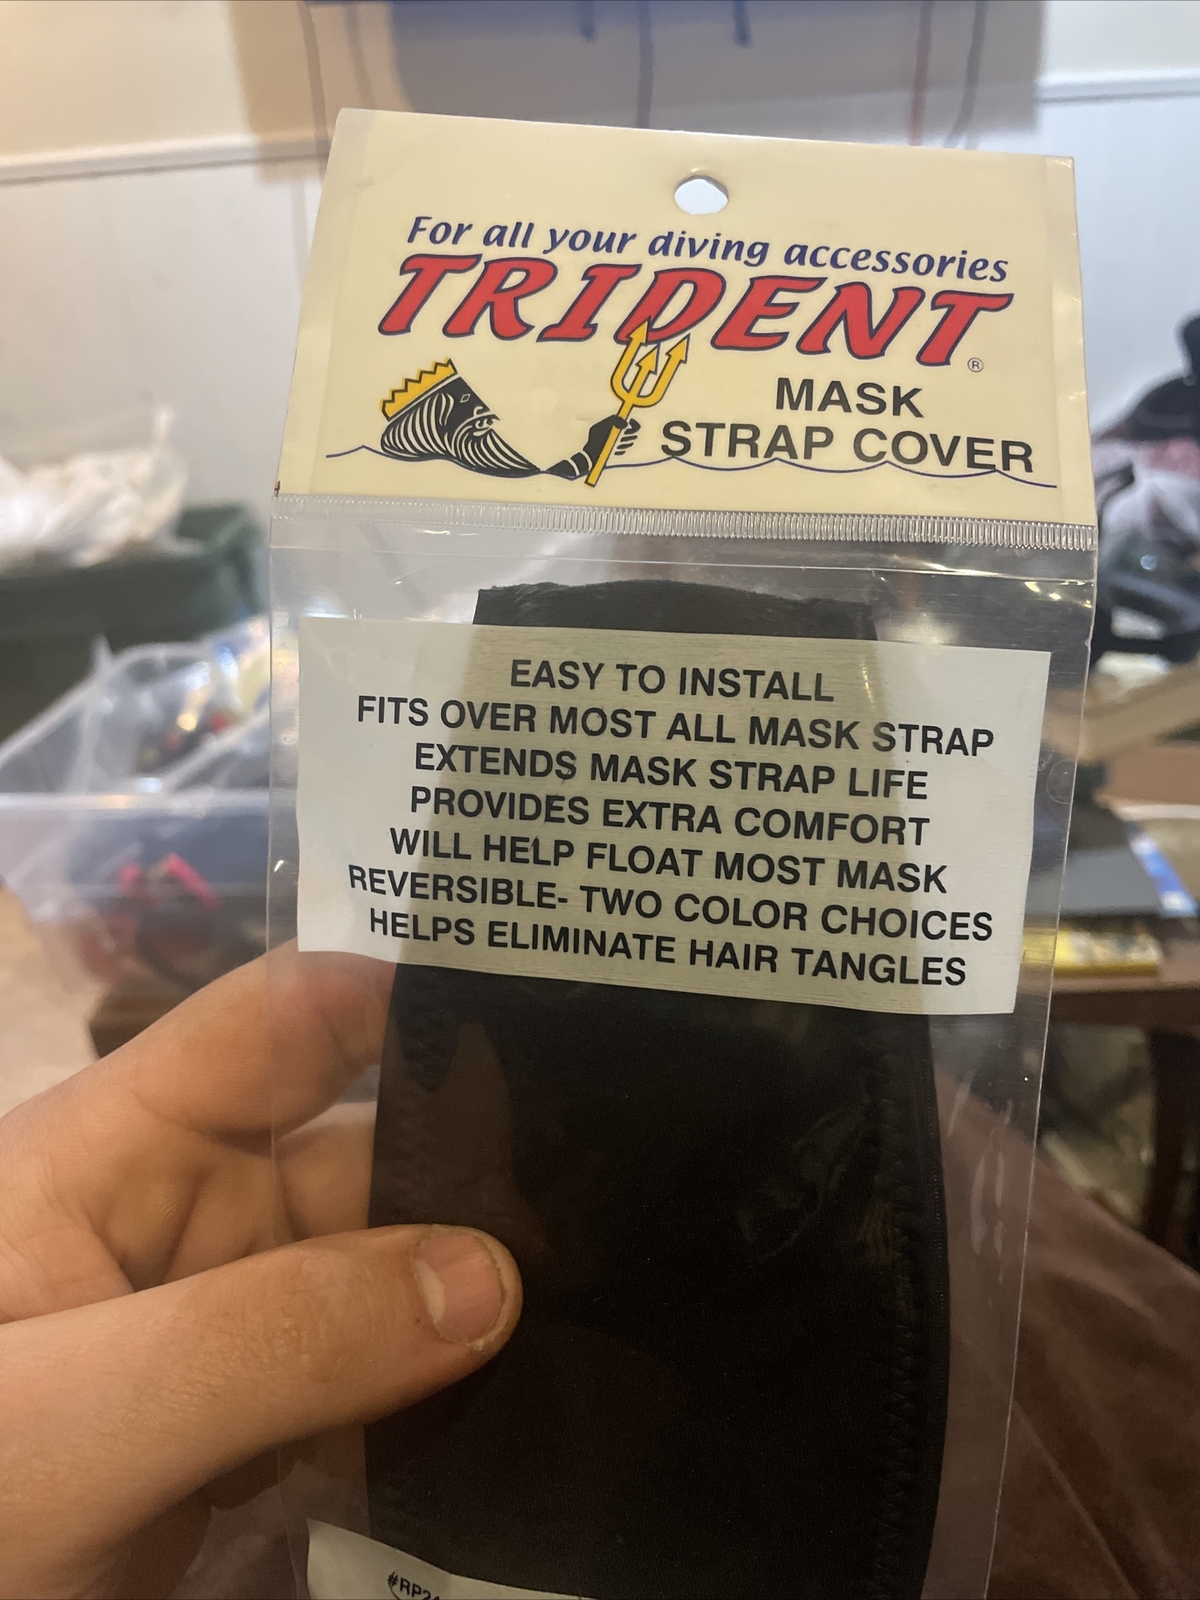 For all your diving accessories
TRIDENT®
MASK
STRAP COVER
EASY TO INSTALL
FITS OVER MOST ALL MASK STRAP
EXTENDS MASK STRAP LIFE
PROVIDES EXTRA COMFORT
WILL HELP FLOAT MOST MASK
REVERSIBLE- TWO COLOR CHOICES
HELPS ELIMINATE HAIR TANGLES